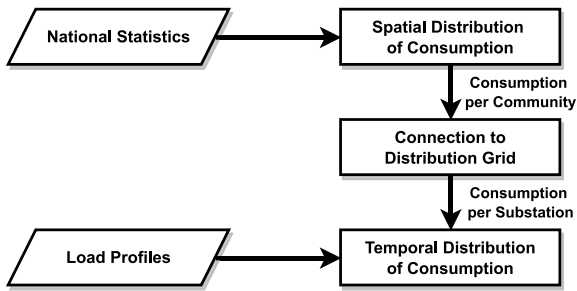 National Statistics
Spatial Distribution
of Consumption
Consumption
per Community
Connection to
Distribution Grid
Consumption
per Substation
Load Profiles
Temporal Distribution
of Consumption